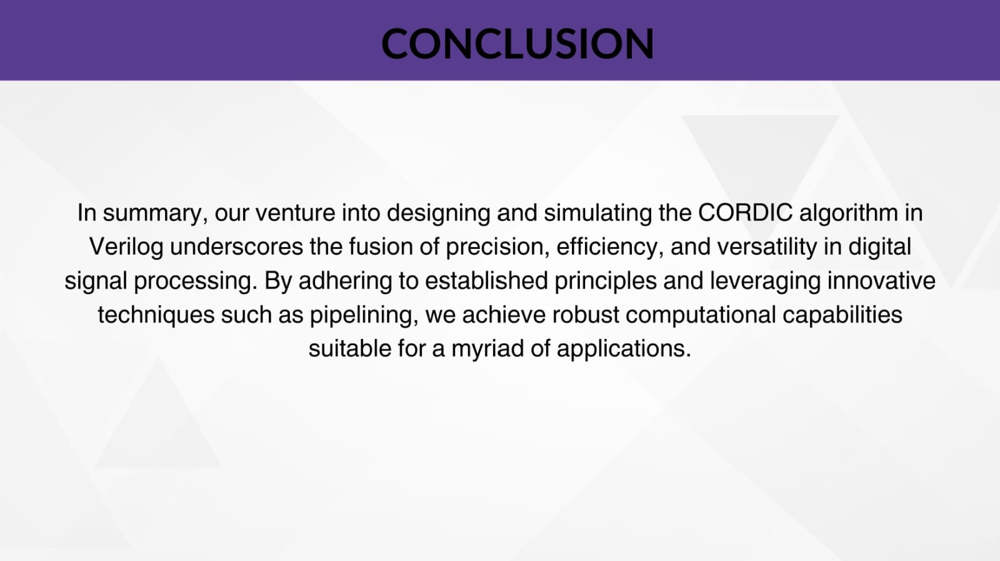 CONCLUSION
In summary, our venture into designing and simulating the CORDIC algorithm in
Verilog underscores the fusion of precision, efficiency, and versatility in digital
signal processing. By adhering to established principles and leveraging innovative
techniques such as pipelining, we achieve robust computational capabilities
suitable for a myriad of applications.